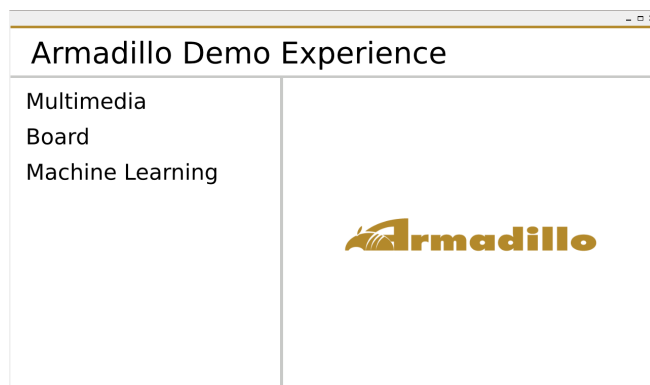 Armadillo Demo Experience
Multimedia
Board
Machine Learning
Armadillo